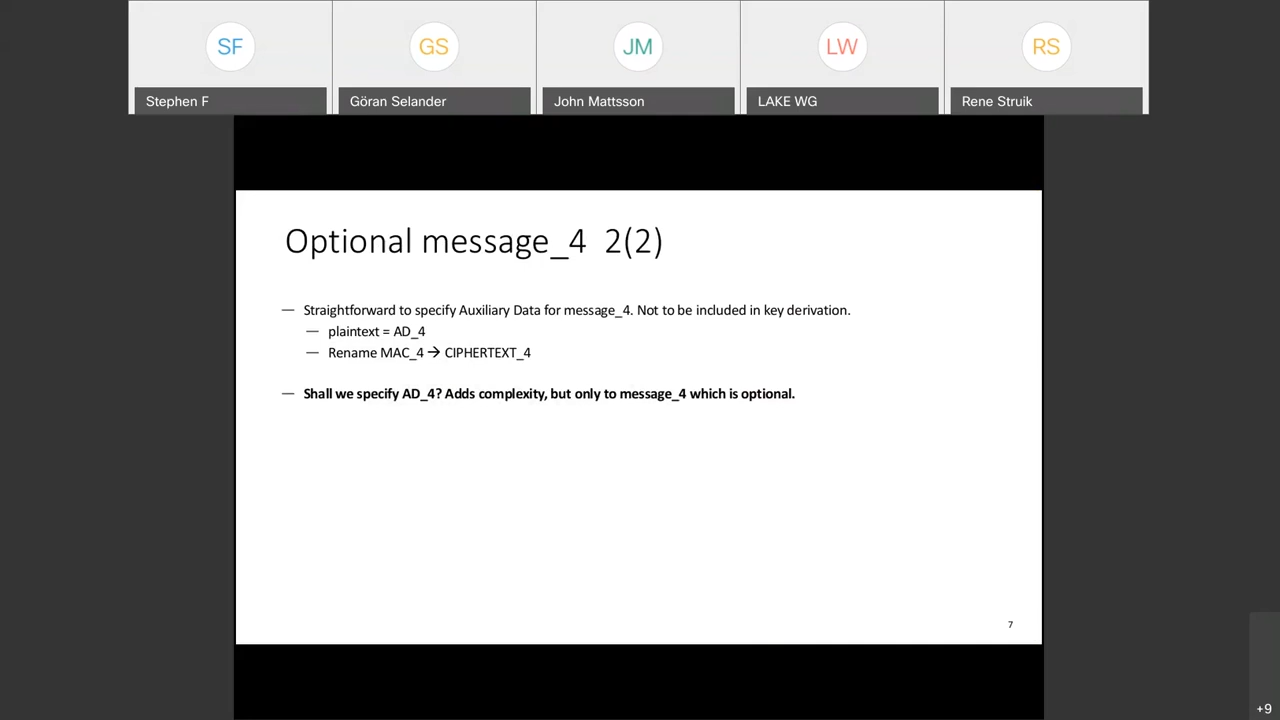 SF
GS
JM
LW
RS
Stephen F
Göran Selander
John Mattsson
LAKE WG
Rene Struik
Optional message_4 2(2)
— Straightforward to specify Auxiliary Data for message_4. Not to be included in key derivation.
— plaintext = AD_4
— Rename MAC_4 → CIPHERTEXT_4
— Shall we specify AD_4? Adds complexity, but only to message_4 which is optional.
7
+9